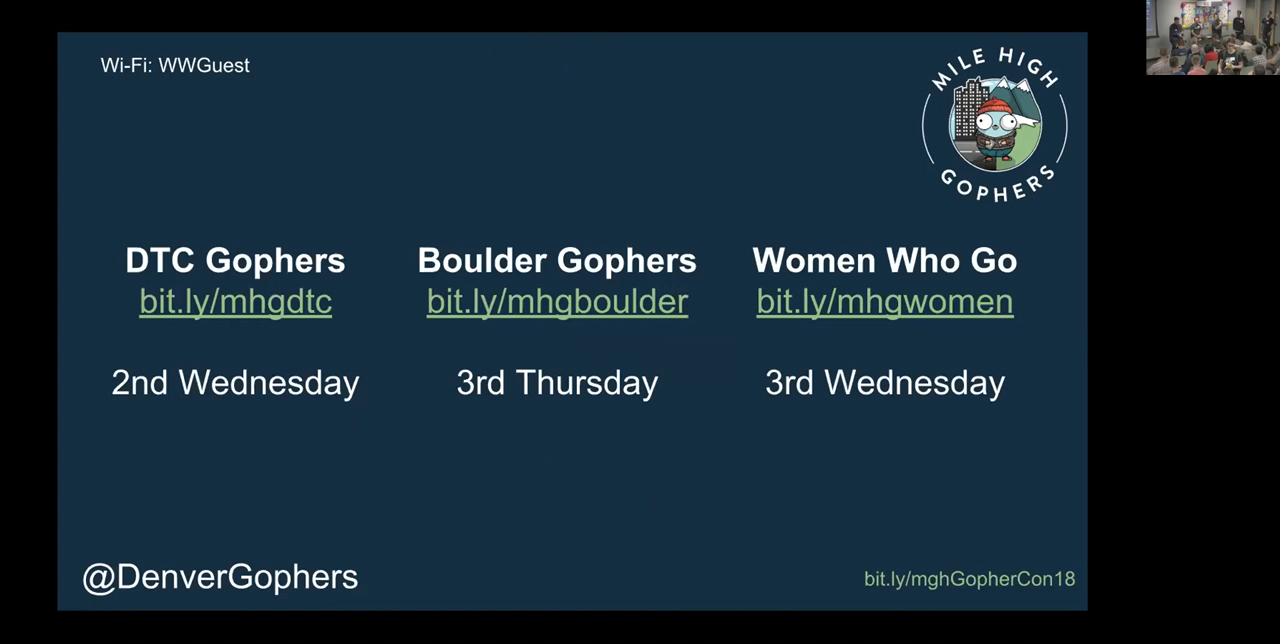 Wi-Fi: WWGuest
MILE HIGH
GOPHERS
DTC Gophers
bit.ly/mhgdtc
2nd Wednesday
Boulder Gophers
bit.ly/mhgboulder
3rd Thursday
Women Who Go
bit.ly/mhgwomen
3rd Wednesday
@DenverGophers
bit.ly/mghGopherCon18